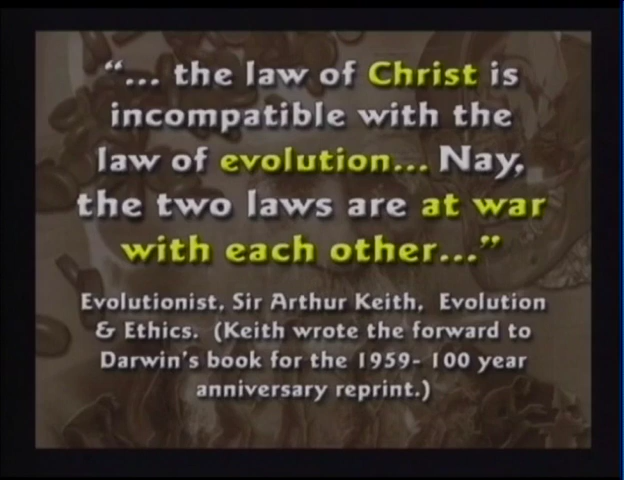 “... the law of Christ is
incompatible with the
law of evolution... Nay,
the two laws are at war
with each other...”
Evolutionist, Sir Arthur Keith, Evolution
& Ethics. (Keith wrote the forward to
Darwin's book for the 1959- 100 year
anniversary reprint.)